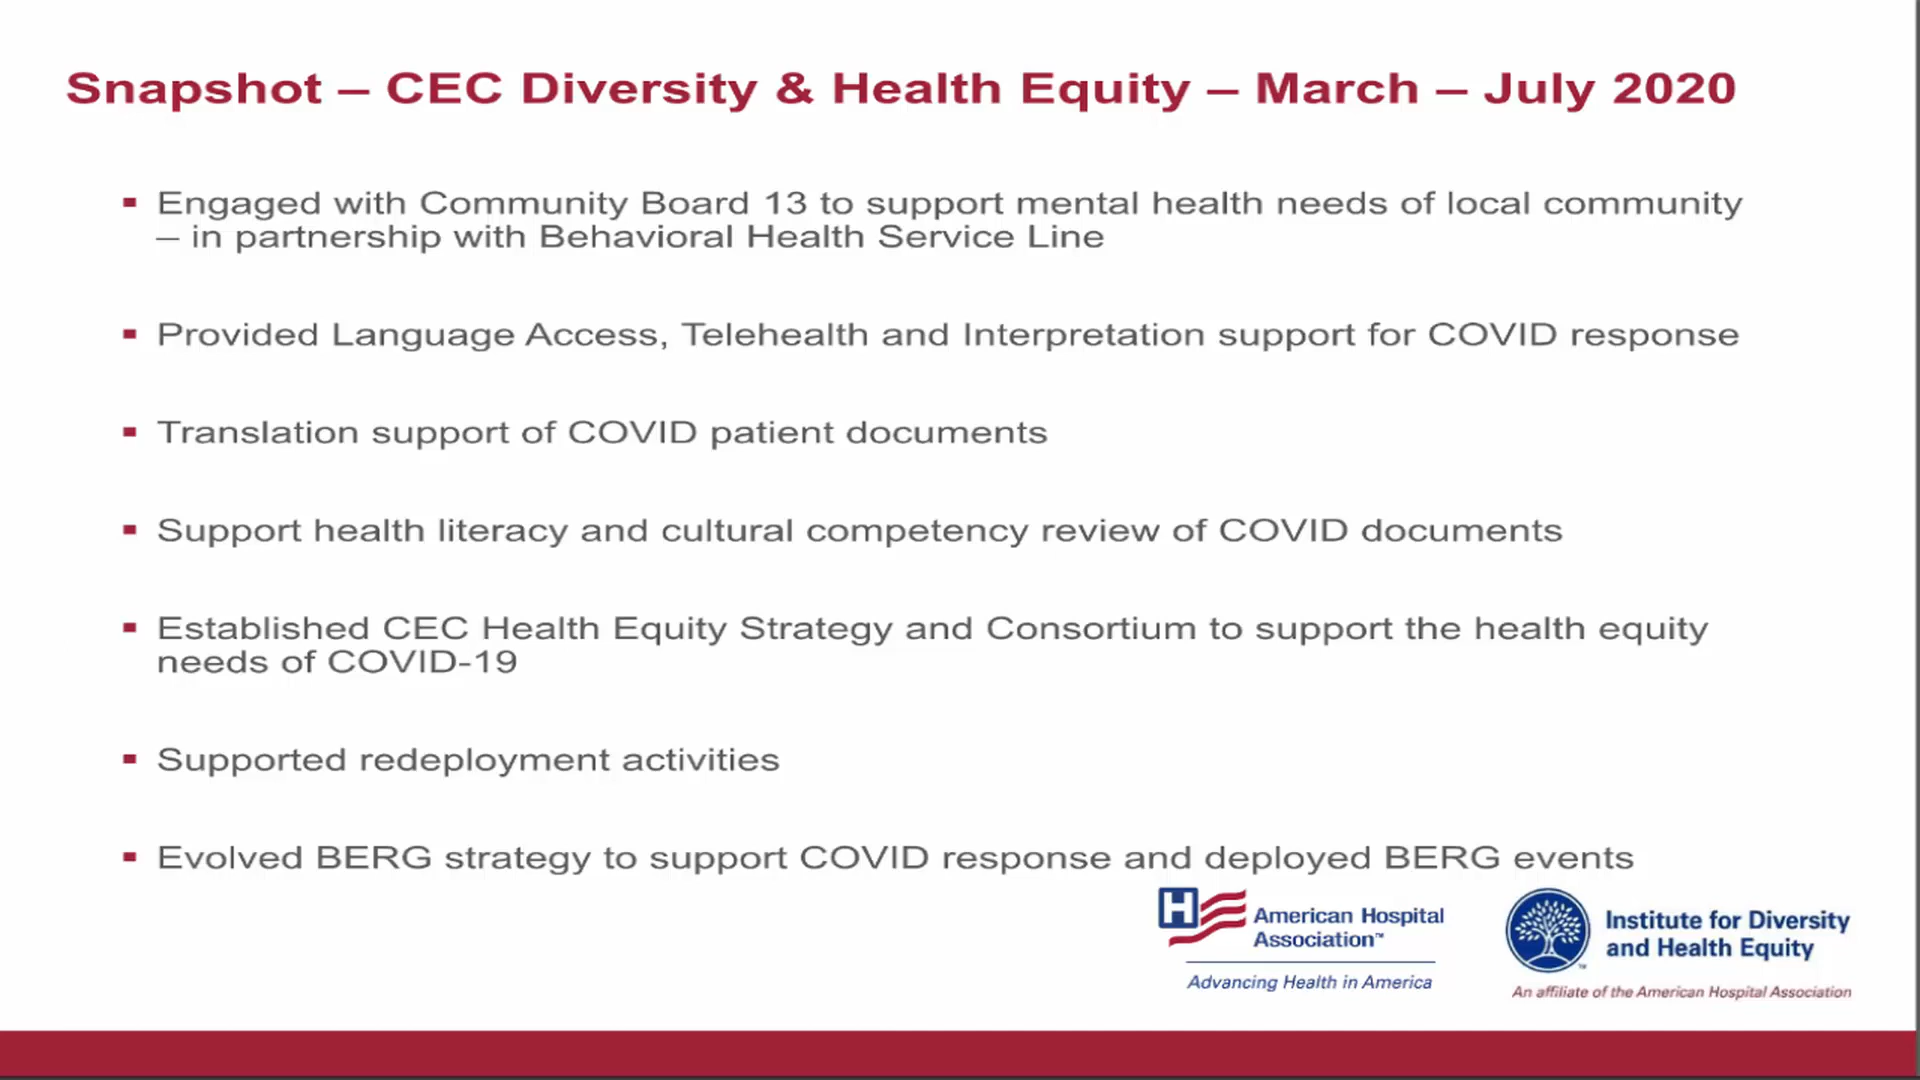 Snapshot – CEC Diversity & Health Equity – March – July 2020
▪ Engaged with Community Board 13 to support mental health needs of local community
– in partnership with Behavioral Health Service Line
▪ Provided Language Access, Telehealth and Interpretation support for COVID response
▪ Translation support of COVID patient documents
▪ Support health literacy and cultural competency review of COVID documents
▪ Established CEC Health Equity Strategy and Consortium to support the health equity
needs of COVID-19
▪ Supported redeployment activities
▪ Evolved BERG strategy to support COVID response and deployed BERG events
H
American Hospital
Association™
Advancing Health in America
Institute for Diversity
and Health Equity
™
An affiliate of the American Hospital Association